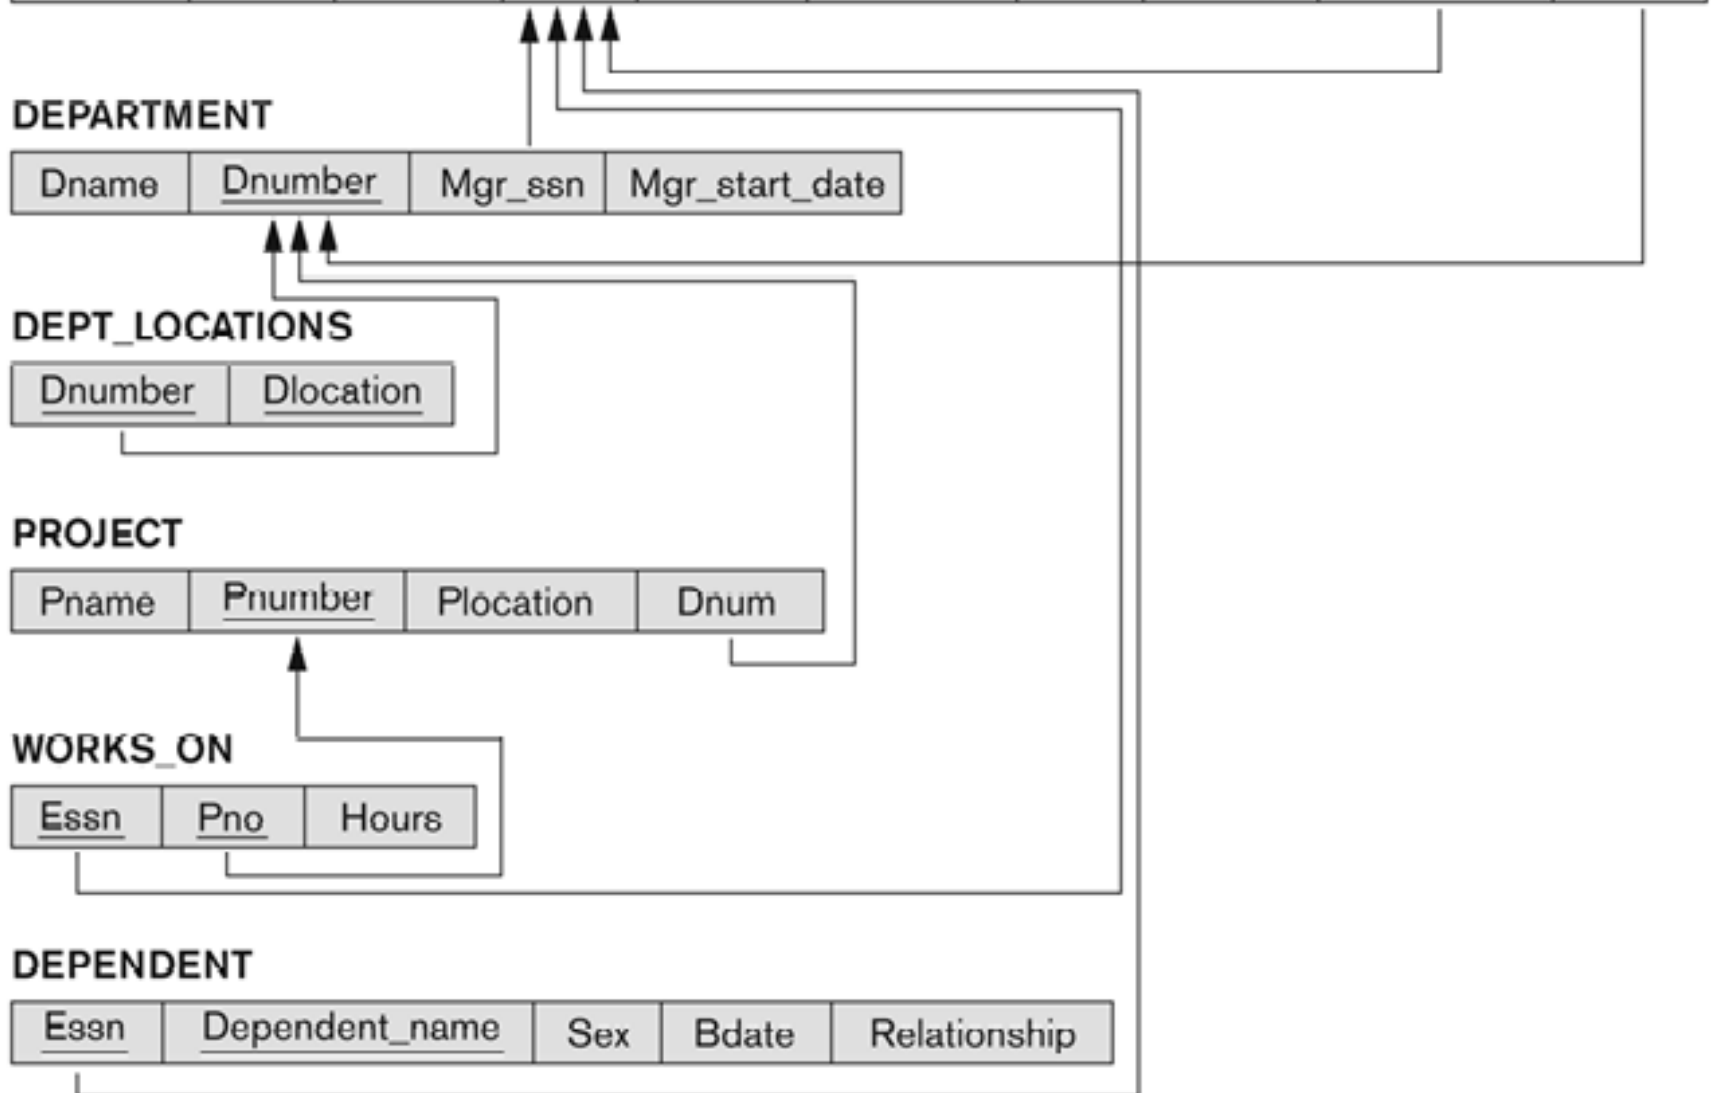 DEPARTMENT
Dname Dnumber Mgr_ssn Mgr_start_date
DEPT_LOCATIONS
Dnumber Dlocation
PROJECT
Pname Pnumber Plocation Dnum
WORKS_ON
Essn Pno Hours
DEPENDENT
Essn Dependent_name Sex Bdate Relationship